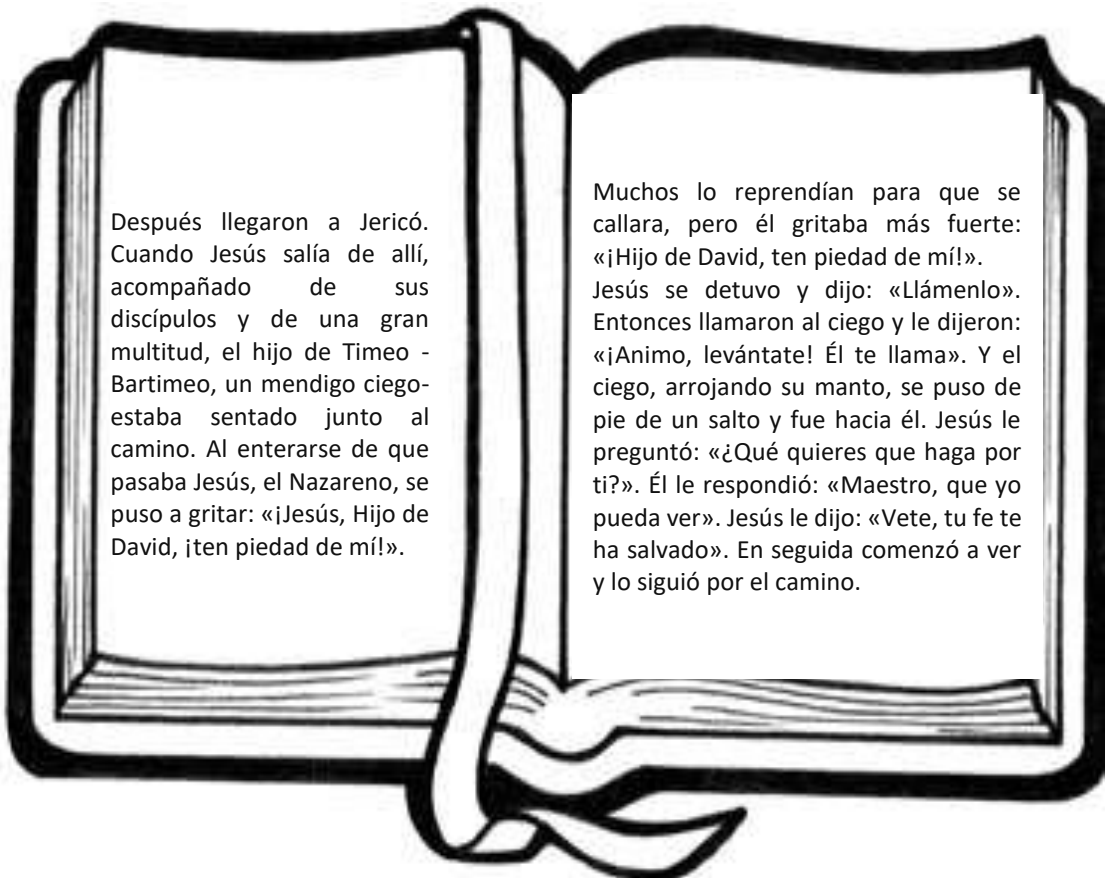 Después llegaron a Jericó.
Cuando Jesús salía de allí,
acompañado de sus
discípulos y de una gran
multitud, el hijo de Timeo -
Bartimeo, un mendigo ciego-
estaba sentado junto al
camino. Al enterarse de que
pasaba Jesús, el Nazareno, se
puso a gritar: «¡Jesús, Hijo de
David, ¡ten piedad de mí!».
Muchos lo reprendían para que se
callara, pero él gritaba más fuerte:
«¡Hijo de David, ten piedad de mí!».
Jesús se detuvo y dijo: «Llámenlo».
Entonces llamaron al ciego y le dijeron:
«¡Animo, levántate! Él te llama». Y el
ciego, arrojando su manto, se puso de
pie de un salto y fue hacia él. Jesús le
preguntó: «¿Qué quieres que haga por
ti?». Él le respondió: «Maestro, que yo
pueda ver». Jesús le dijo: «Vete, tu fe te
ha salvado». En seguida comenzó a ver
y lo siguió por el camino.